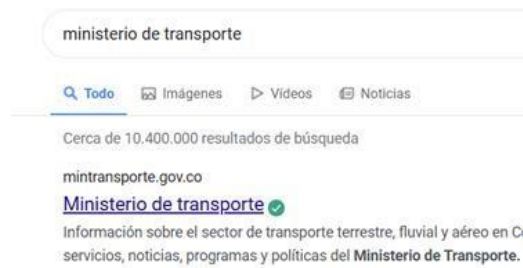 ministerio de transporte
Todo Imágenes Vídeos Noticias
Cerca de 10.400.000 resultados de búsqueda
mintransporte.gov.co
Ministerio de transporte
Información sobre el sector de transporte terrestre, fluvial y aéreo en
servicios, noticias, programas y políticas del Ministerio de Transporte.